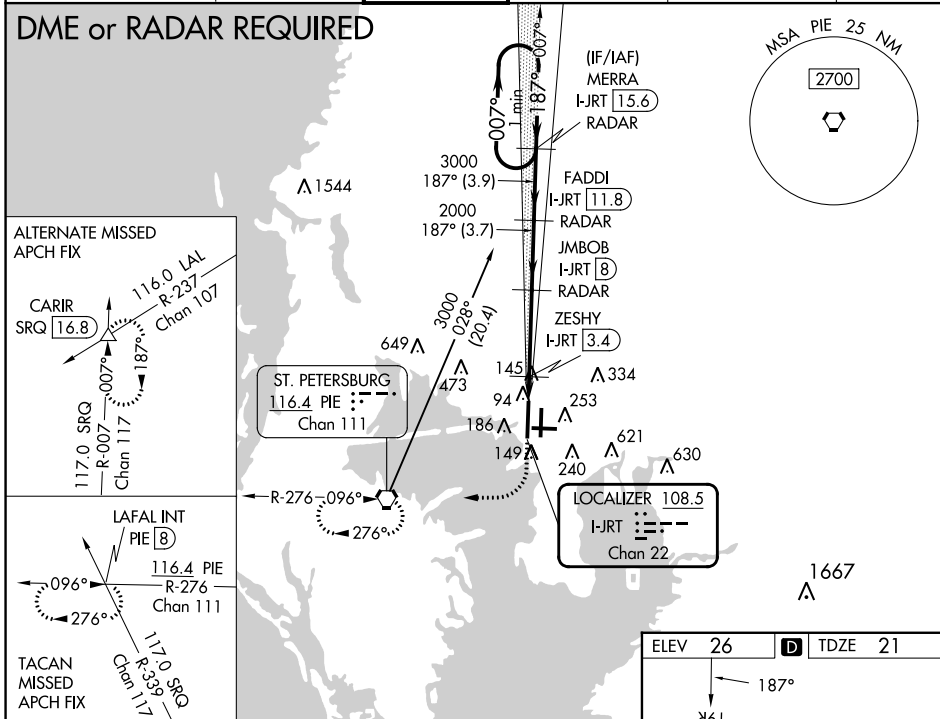 DME or RADAR REQUIRED
MSA PIE 25 NM
2700
007°
1 min
187°
007°
(IF/IAF)
MERRA
I-JRT 15.6
RADAR
3000
187° (3.9)
FADDI
I-JRT 11.8
RADAR
2000
187° (3.7)
JMBOB
I-JRT 8
RADAR
ZESHY
I-JRT 3.4
1544
3000
028°
(20.4)
649
473
145
334
94
253
186
149
240
621
630
1667
ST. PETERSBURG
116.4 PIE
Chan 111
R-276
096°
276°
LOCALIZER 108.5
I-JRT
Chan 22
ALTERNATE MISSED
APCH FIX
116.0 LAL
R-237
Chan 107
CARIR
SRQ 16.8
007°
187°
117.0 SRQ
R-007
Chan 117
LAFAL INT
PIE 8
116.4 PIE
R-276
Chan 111
096°
276°
117.0 SRQ
R-339
Chan 117
TACAN
MISSED
APCH FIX
ELEV 26
D
TDZE 21
187°